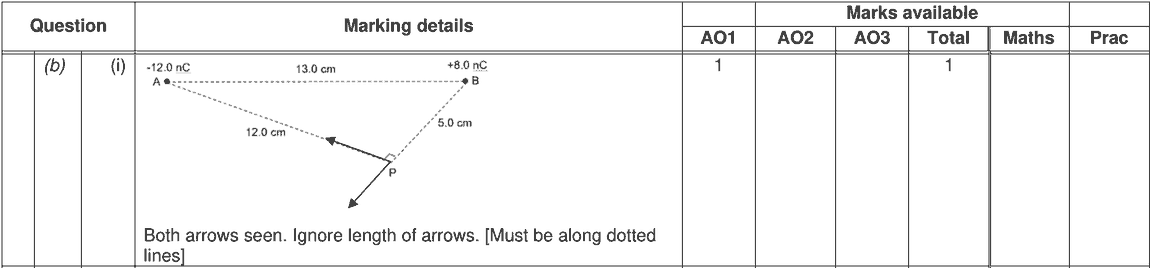 Question
Marking details
Marks available
AO1 AO2 AO3 Total Maths Prac
(b) (i)
-12.0 nC 13.0 cm +8.0 nC
A B
12.0 cm 5.0 cm
P
1 1
Both arrows seen. Ignore length of arrows. [Must be along dotted
lines]